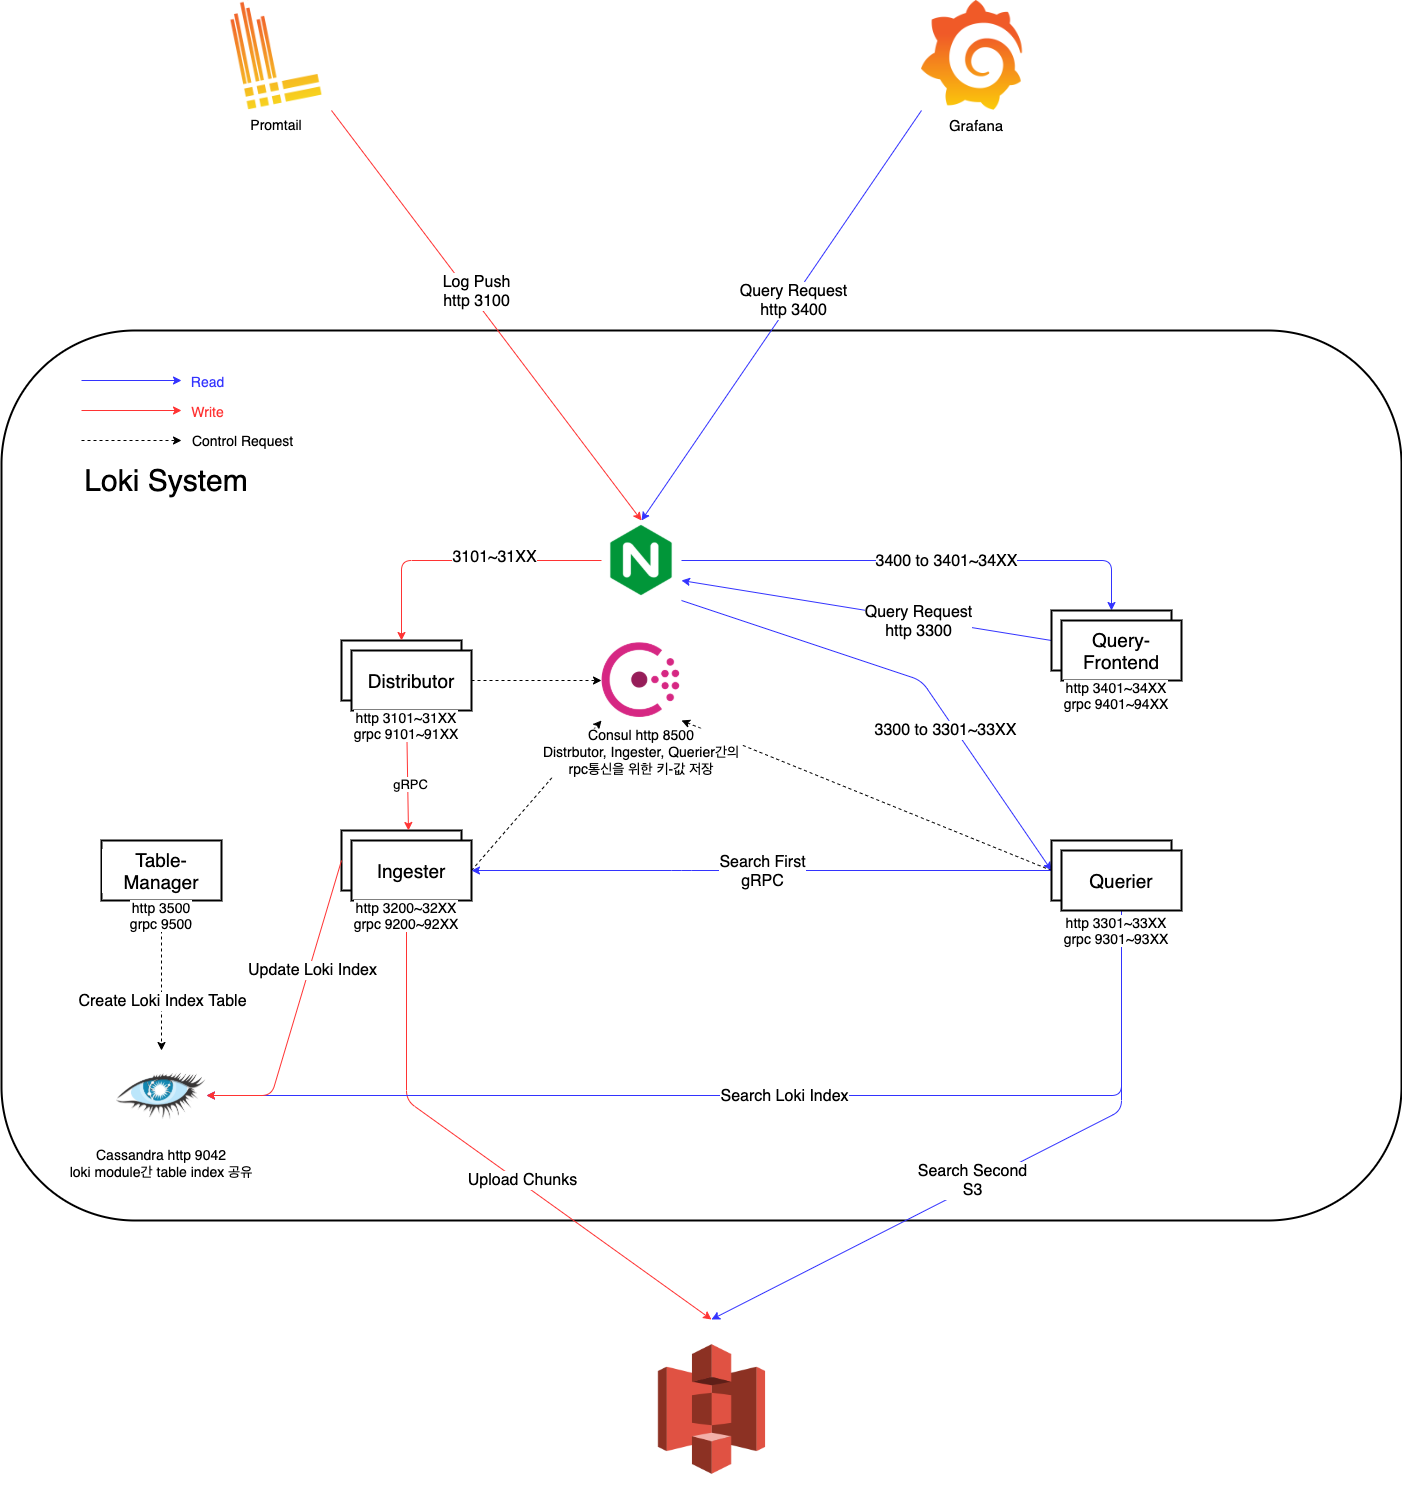 Promtail
Grafana
Log Push
http 3100
Query Request
http 3400
Read
Write
Control Request
Loki System
3101~31XX
3400 to 3401~34XX
Query Request
http 3300
Query-
Frontend
http 3401~34XX
grpc 9401~94XX
Distributor
http 3101~31XX
grpc 9101~91XX
Consul http 8500
Distrbutor, Ingester, Querier간의
rpc통신을 위한 키-값 저장
3300 to 3301~33XX
gRPC
Table-
Manager
http 3500
grpc 9500
Ingester
http 3200~32XX
grpc 9200~92XX
Search First
gRPC
Querier
http 3301~33XX
grpc 9301~93XX
Update Loki Index
Create Loki Index Table
Search Loki Index
Cassandra http 9042
loki module간 table index 공유
Upload Chunks
Search Second
S3